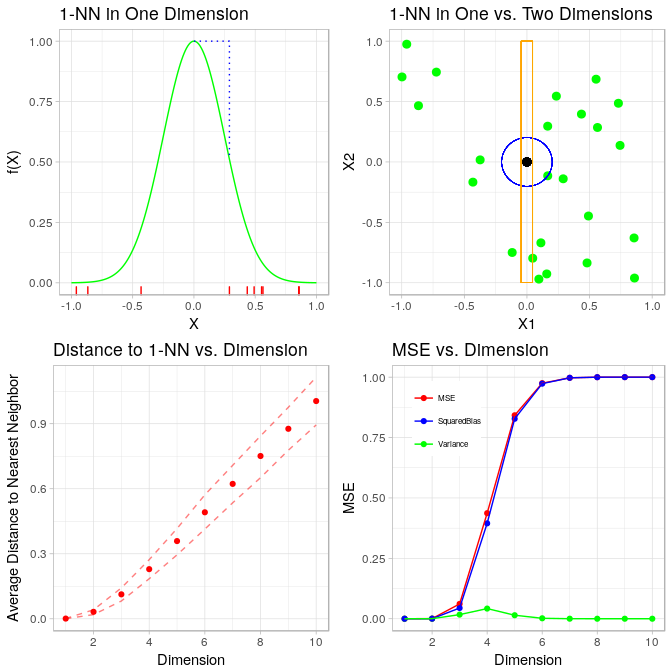 1-NN in One Dimension
f(X)
1.00
0.75
0.50
0.25
0.00
-1.0 -0.5 0.0 0.5 1.0
X
1-NN in One vs. Two Dimensions
X2
1.0
0.5
0.0
-0.5
-1.0
-1.0 -0.5 0.0 0.5 1.0
X1
Distance to 1-NN vs. Dimension
Average Distance to Nearest Neighbor
0.9
0.6
0.3
0.0
2 4 6 8 10
Dimension
MSE vs. Dimension
MSE
1.00
0.75
0.50
0.25
0.00
MSE
SquaredBias
Variance
2 4 6 8 10
Dimension